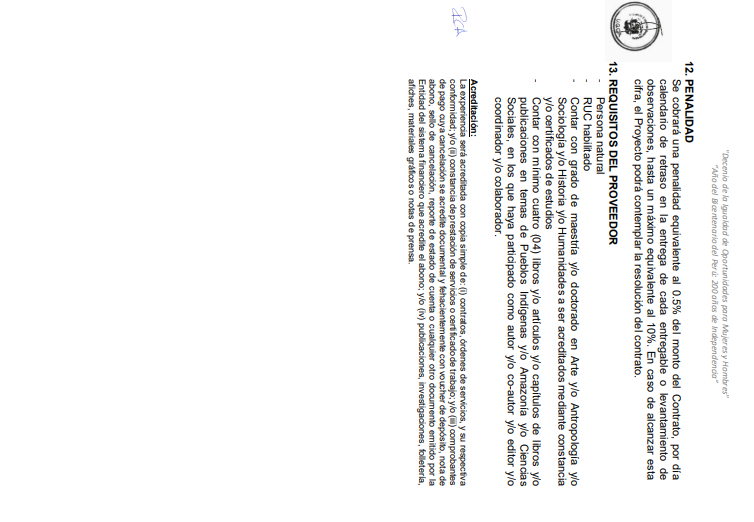 "Decenio de la Igualdad de Oportunidades para Mujeres y Hombres"
"Año del Bicentenario del Perú: 200 años de Independencia"
12. PENALIDAD
Se cobrará una penalidad equivalente al 0.5% del monto del Contrato, por día
calendario de retraso en la entrega de cada entregable o levantamiento de
observaciones, hasta un máximo equivalente al 10%. En caso de alcanzar esta
cifra, el Proyecto podrá contemplar la resolución del contrato.
13. REQUISITOS DEL PROVEEDOR
- Persona natural
- RUC habilitado
- Contar con grado de maestría y/o doctorado en Arte y/o Antropología y/o
Sociología y/o Historia y/o Humanidades a ser acreditados mediante constancia
y/o certificados de estudios
- Contar con mínimo cuatro (04) libros y/o artículos y/o capítulos de libros y/o
publicaciones en temas de Pueblos Indígenas y/o Amazonía y/o Ciencias
Sociales, en los que haya participado como autor y/o co-autor y/o editor y/o
coordinador y/o colaborador.
Acreditación:
La experiencia será acreditada con copia simple de: (i) contratos, órdenes de servicios, y su respectiva
conformidad; y/o (ii) constancia de prestación de servicios o certificado de trabajo; y/o (iii) comprobantes
de pago cuya cancelación se acredite documental y fehacientemente con voucher de depósito, nota de
abono, sello de cancelación, reporte de estado de cuenta o cualquier otro documento emitido por la
Entidad del sistema financiero que acredite el abono; y/o (iv) publicaciones, investigaciones, folletería,
afiches, materiales gráficos o notas de prensa.